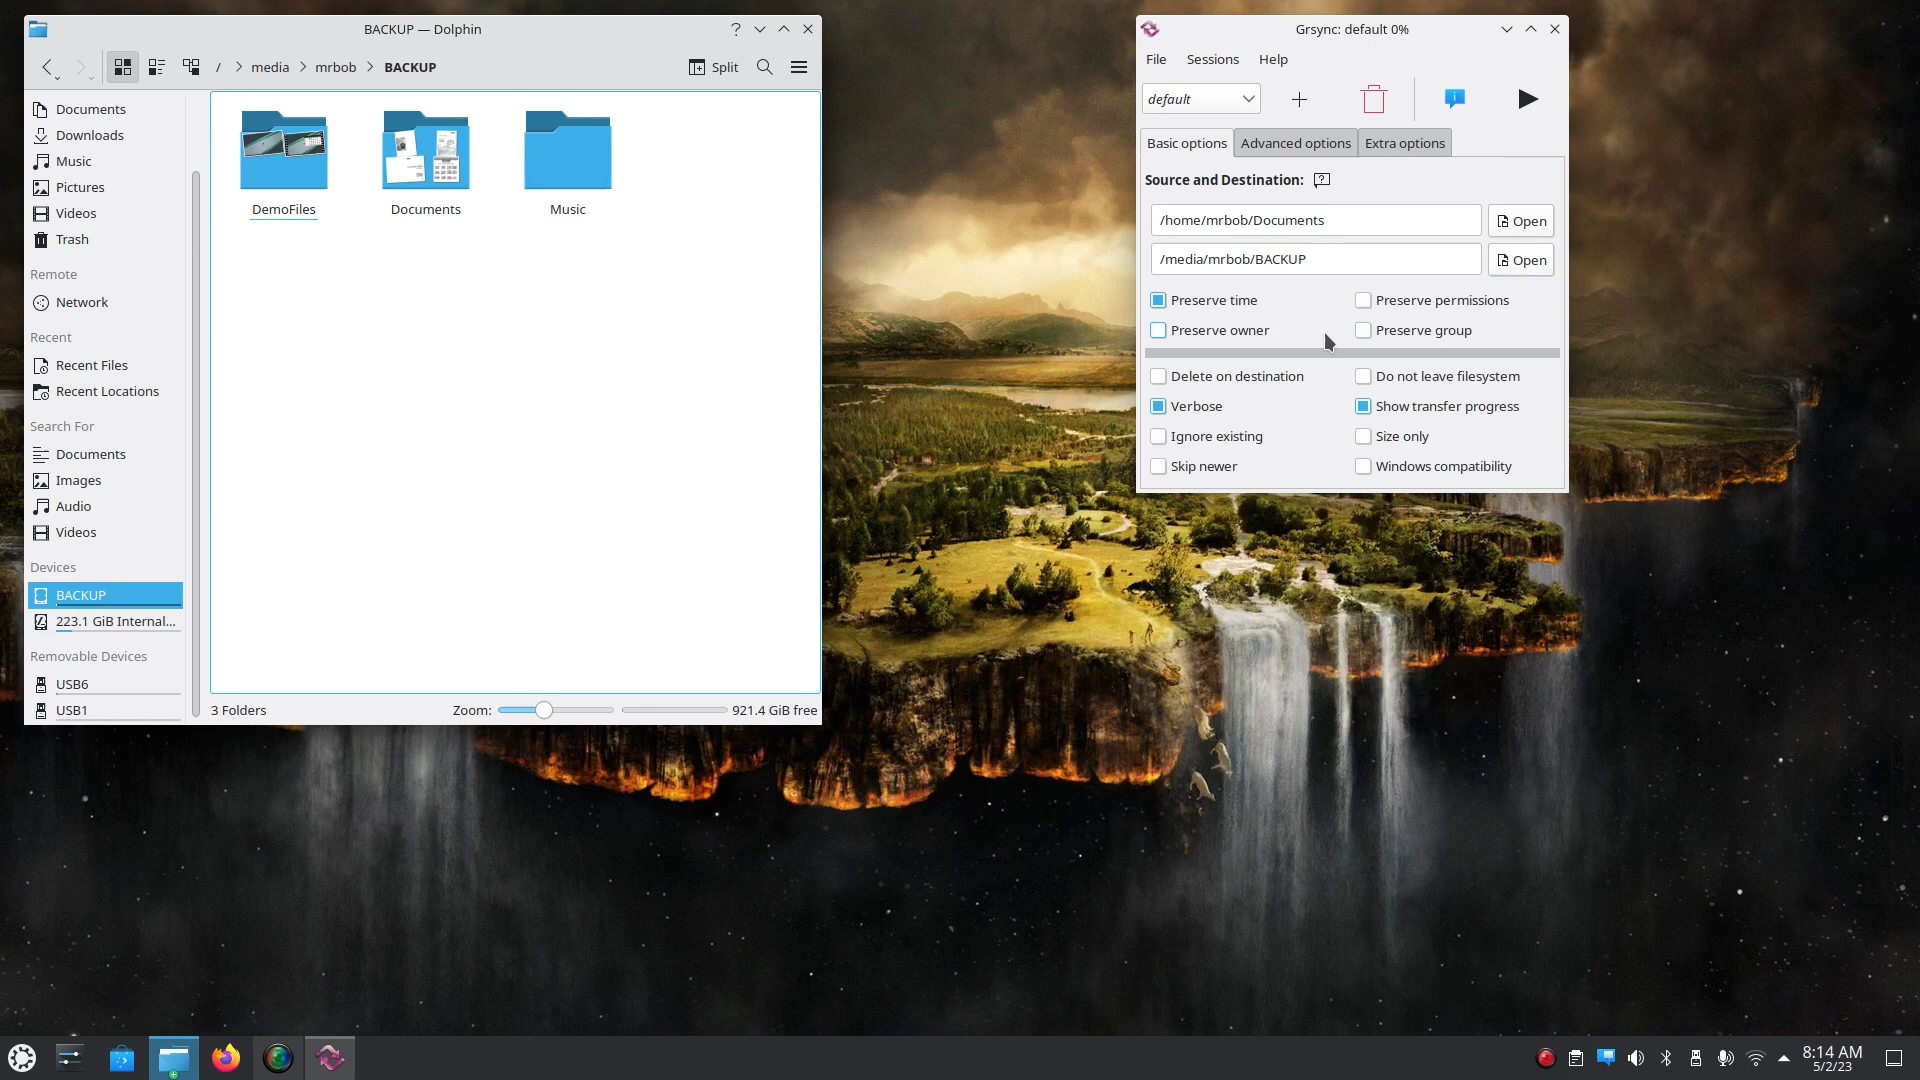 BACKUP — Dolphin
/ media mrbob BACKUP
Split
Documents
Downloads
Music
Pictures
Videos
Trash
Remote
Network
Recent
Recent Files
Recent Locations
Search For
Documents
Images
Audio
Videos
Devices
BACKUP
223.1 GiB Internal...
Removable Devices
USB6
USB1
DemoFiles
Documents
Music
3 Folders
Zoom:
921.4 GiB free
Grsync: default 0%
File Sessions Help
default
Basic options Advanced options Extra options
Source and Destination:
/home/mrbob/Documents Open
/media/mrbob/BACKUP Open
Preserve time Preserve permissions
Preserve owner Preserve group
Delete on destination Do not leave filesystem
Verbose Show transfer progress
Ignore existing Size only
Skip newer Windows compatibility
8:14 AM
5/2/23